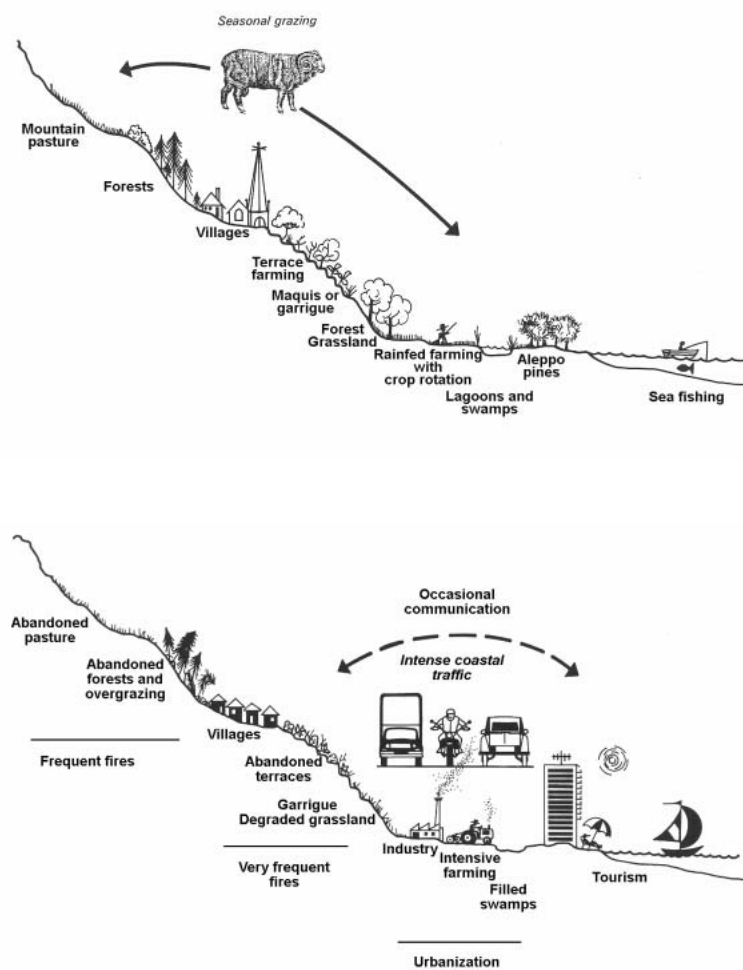 Seasonal grazing
Mountain
pasture
Forests
Villages
Terrace
farming
Maquis or
garrigue
Forest
Grassland
Rainfed farming
with
crop rotation
Aleppo
pines
Lagoons and
swamps
Sea fishing
Occasional
communication
Intense coastal
traffic
Abandoned
pasture
Abandoned
forests and
overgrazing
Villages
Frequent fires
Abandoned
terraces
Garrigue
Degraded grassland
Very frequent
fires
Industry
Intensive
farming
Filled
swamps
Tourism
Urbanization